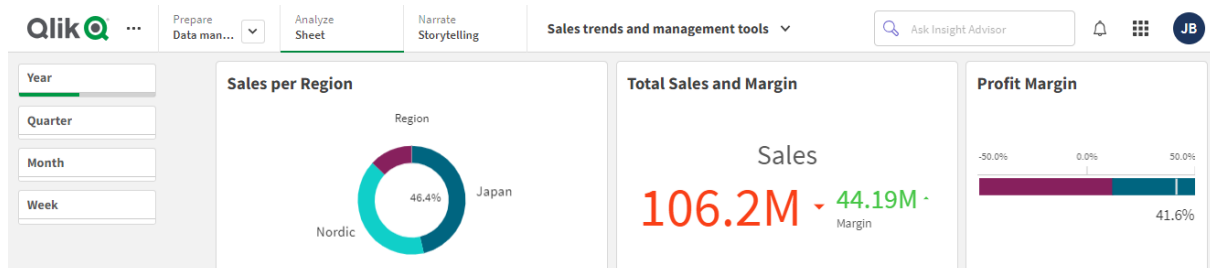 Qlik
Prepare
Data man...
Analyze
Sheet
Narrate
Storytelling
Sales trends and management tools
Ask Insight Advisor
JB
Year
Quarter
Month
Week
Sales per Region
Region
46.4%
Japan
Nordic
Total Sales and Margin
Sales
106.2M
44.19M
Margin
Profit Margin
-50.0% 0.0% 50.0%
41.6%